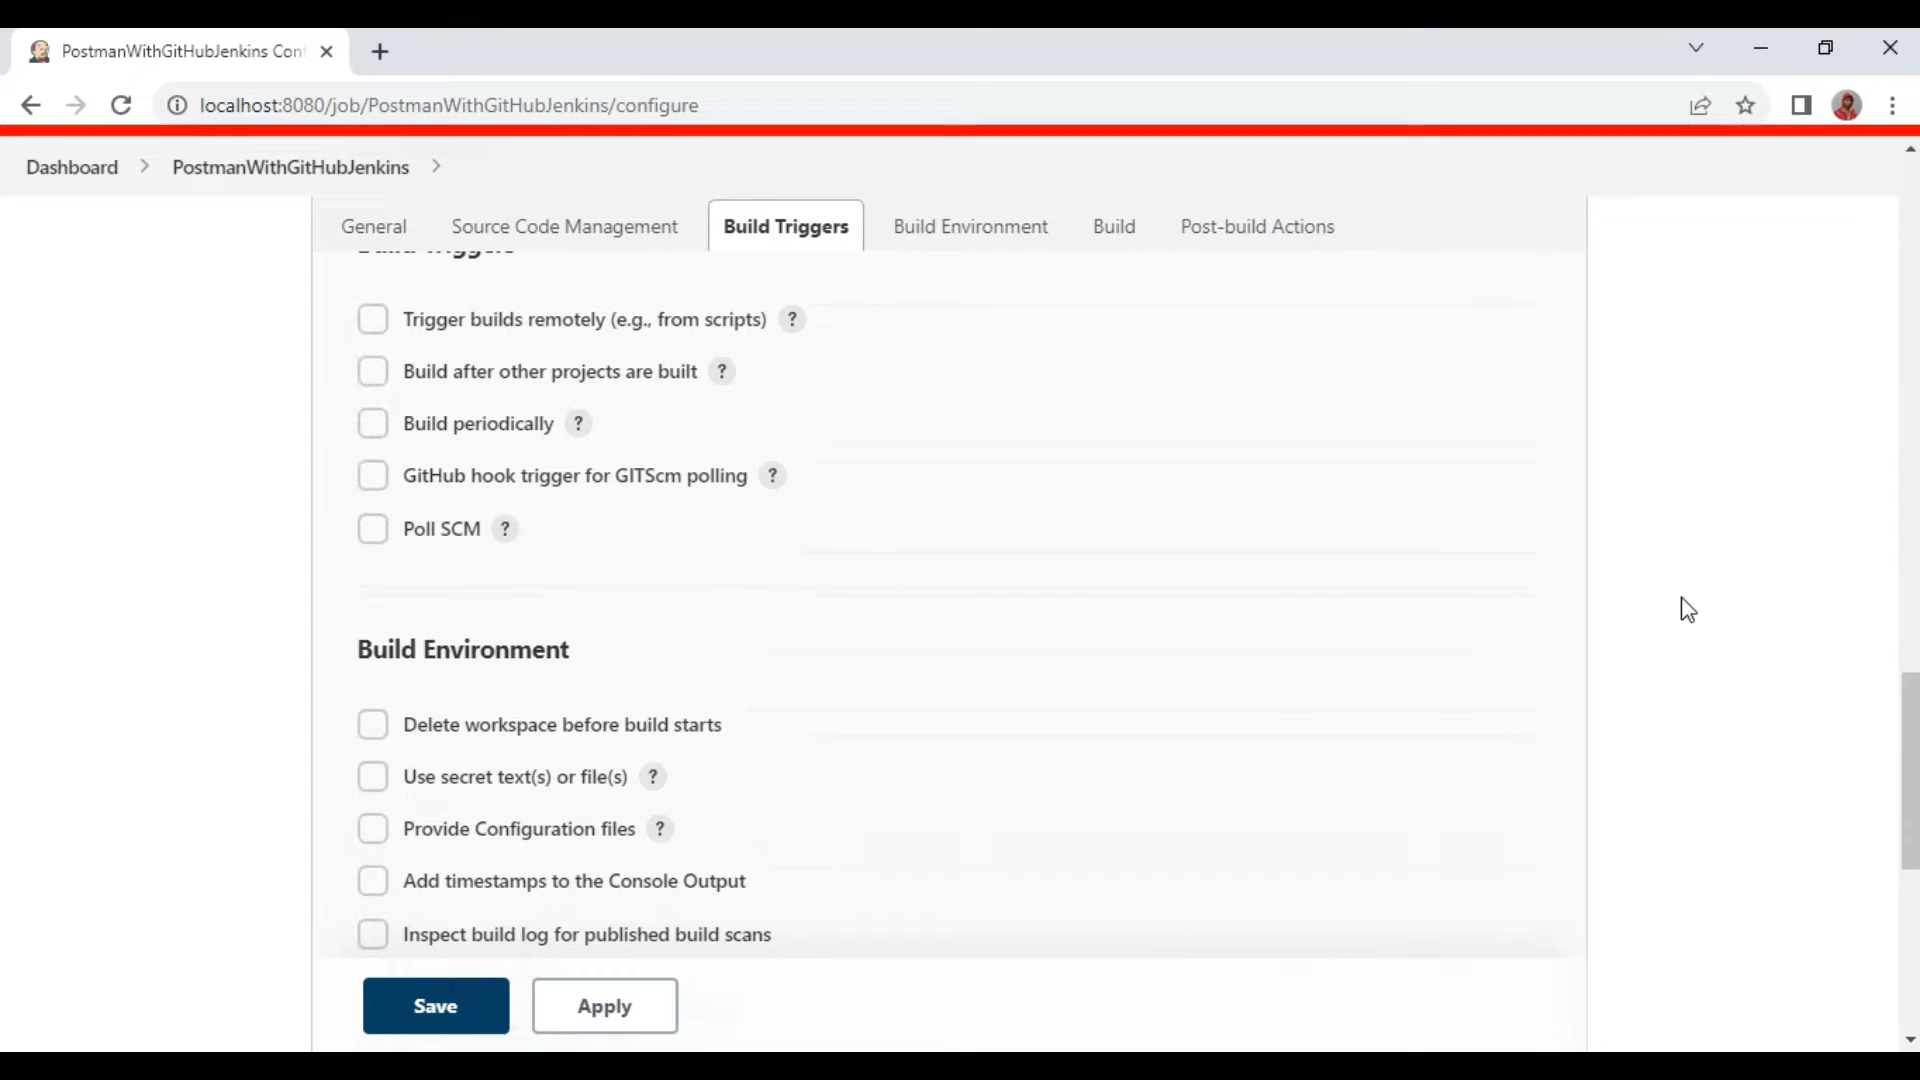 PostmanWithGitHubJenkins Con
localhost:8080/job/PostmanWithGitHubJenkins/configure
Dashboard PostmanWithGitHubJenkins
General Source Code Management Build Triggers Build Environment Build Post-build Actions
Build Triggers
Trigger builds remotely (e.g., from scripts) ?
Build after other projects are built ?
Build periodically ?
GitHub hook trigger for GITScm polling ?
Poll SCM ?
Build Environment
Delete workspace before build starts
Use secret text(s) or file(s) ?
Provide Configuration files ?
Add timestamps to the Console Output
Inspect build log for published build scans
Save Apply